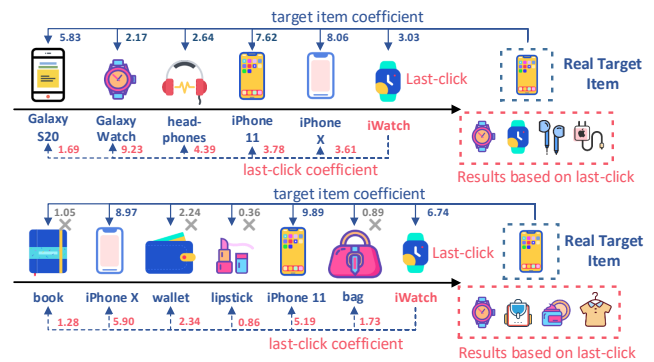 target item coefficient
5.83 2.17 2.64 7.62 8.06 3.03
Last-click
Real Target
Item
Galaxy
S20
Galaxy
Watch
head-
phones
iPhone
11
iPhone
X
iWatch
1.69 9.23 4.39 3.78 3.61
last-click coefficient
Results based on last-click
target item coefficient
1.05 8.97 2.24 0.36 9.89 0.89 6.74
Last-click
Real Target
Item
book iPhone X wallet lipstick iPhone 11 bag iWatch
1.28 5.90 2.34 0.86 5.19 1.73
last-click coefficient
Results based on last-click